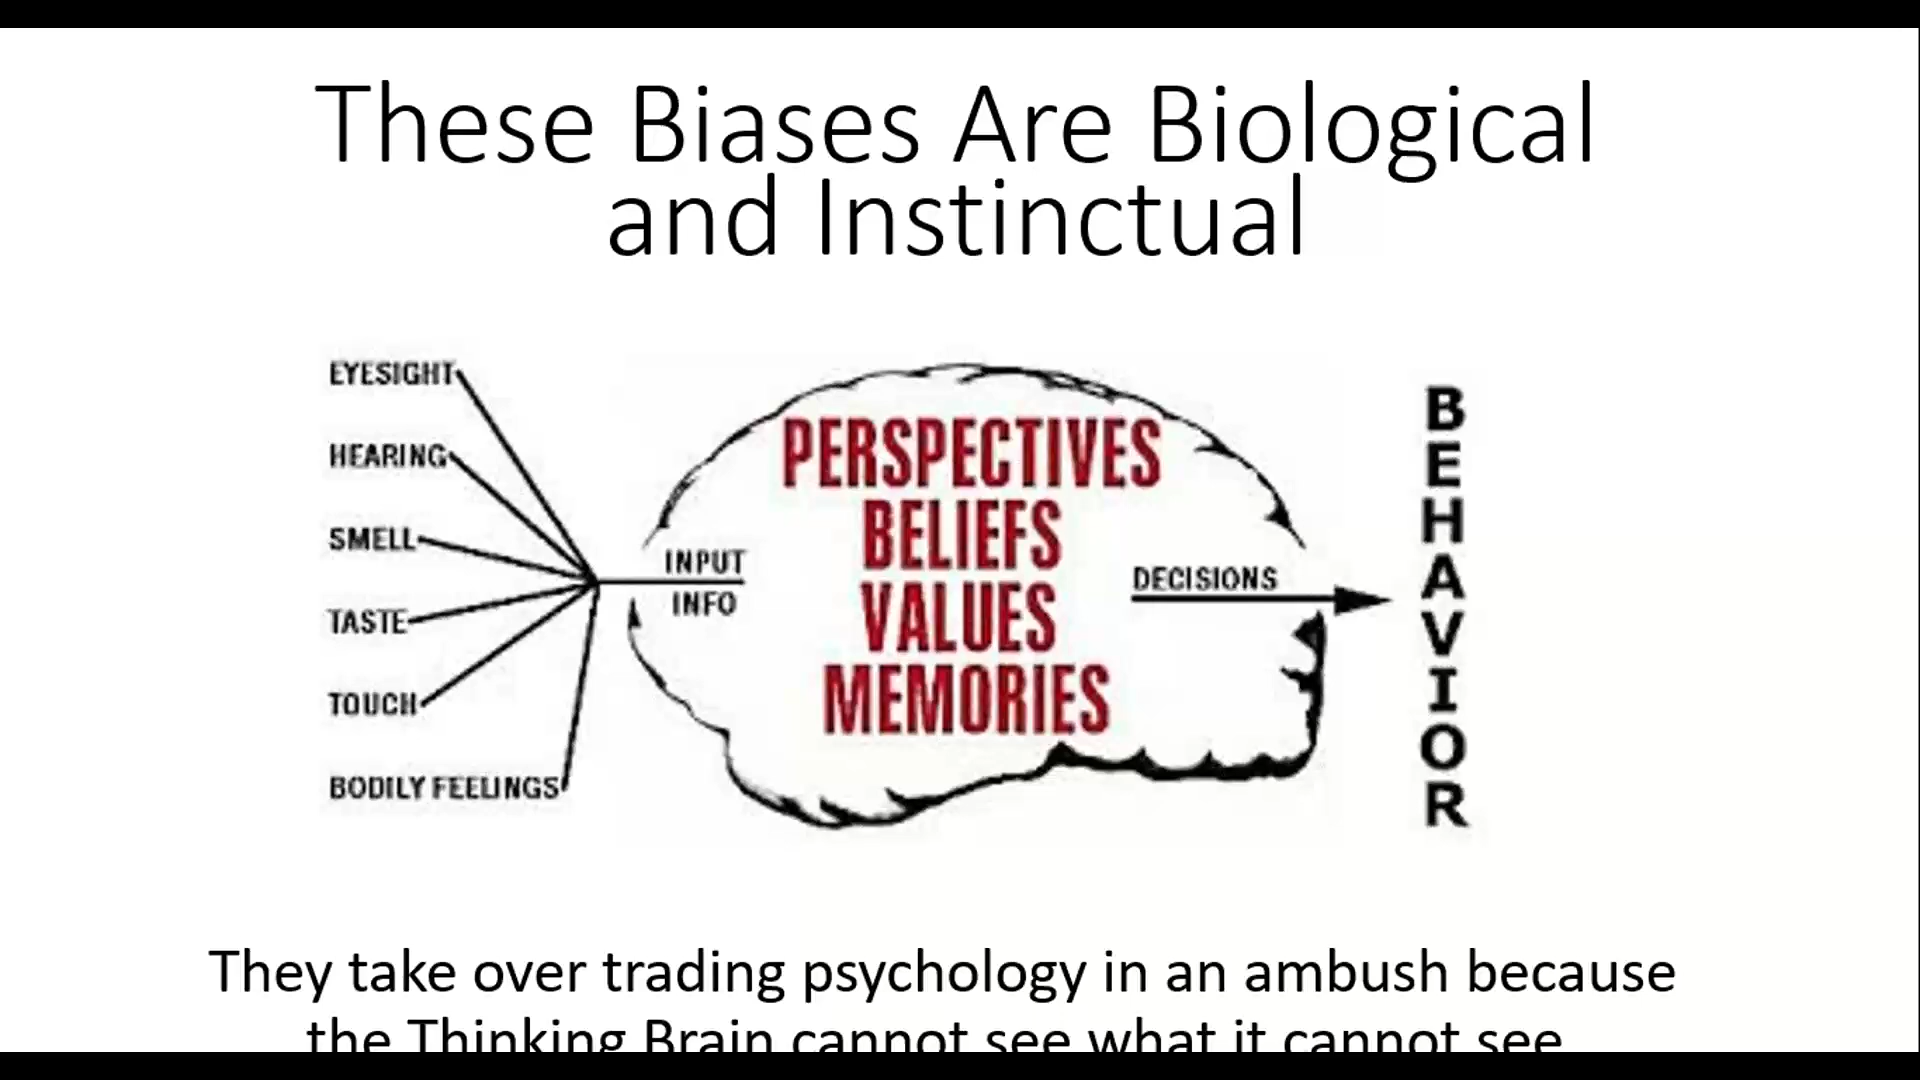 These Biases Are Biological
and Instinctual
EYESIGHT
HEARING
SMELL
TASTE
TOUCH
BODILY FEELINGS
INPUT
INFO
PERSPECTIVES
BELIEFS
VALUES
MEMORIES
DECISIONS
BEHAVIOR
They take over trading psychology in an ambush because
the Thinking Brain cannot see what it cannot see